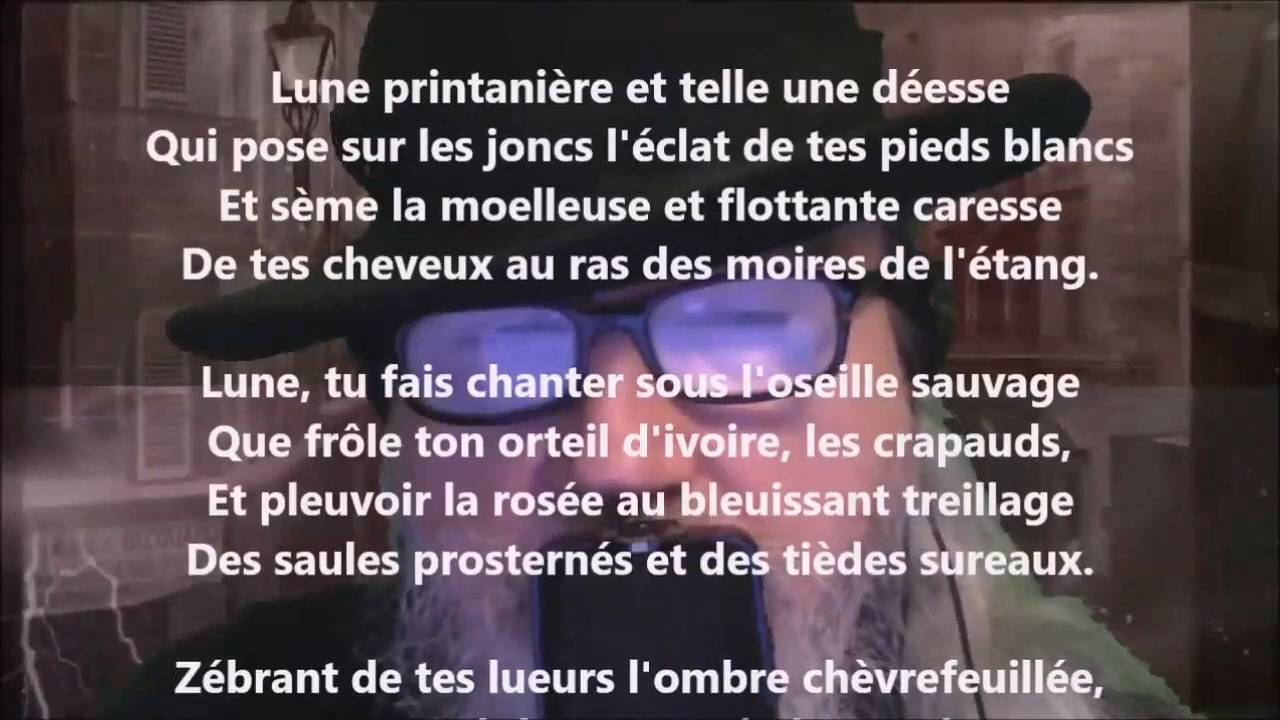 Lune printanière et telle une déesse
Qui pose sur les joncs l'éclat de tes pieds blancs
Et sème la moelleuse et flottante caresse
De tes cheveux au ras des moires de l'étang.
Lune, tu fais chanter sous l'oseille sauvage
Que frôle ton orteil d'ivoire, les crapauds,
Et pleuvoir la rosée au bleuissant treillage
Des saules prosternés et des tièdes sureaux.
Zébrant de tes lueurs l'ombre chèvrefeuillée,